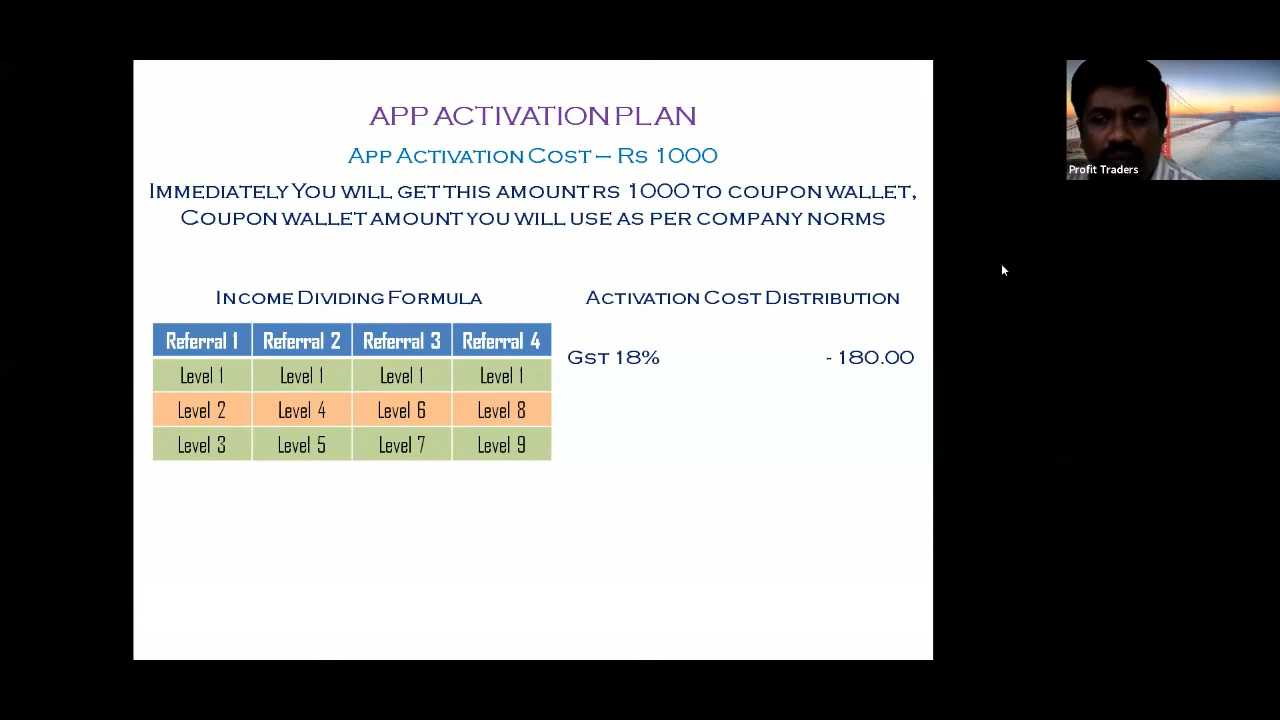 APP ACTIVATION PLAN
APP ACTIVATION COST – RS 1000
IMMEDIATELY YOU WILL GET THIS AMOUNT RS 1000 TO COUPON WALLET,
COUPON WALLET AMOUNT YOU WILL USE AS PER COMPANY NORMS
INCOME DIVIDING FORMULA
Referral 1 Referral 2 Referral 3 Referral 4
Level 1 Level 1 Level 1 Level 1
Level 2 Level 4 Level 6 Level 8
Level 3 Level 5 Level 7 Level 9
ACTIVATION COST DISTRIBUTION
GST 18% - 180.00
Profit Traders